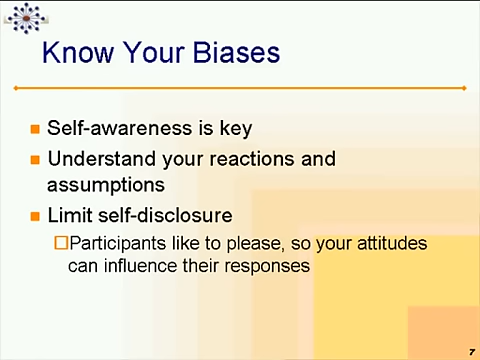 Know Your Biases
Self-awareness is key
Understand your reactions and
assumptions
Limit self-disclosure
Participants like to please, so your attitudes
can influence their responses
7